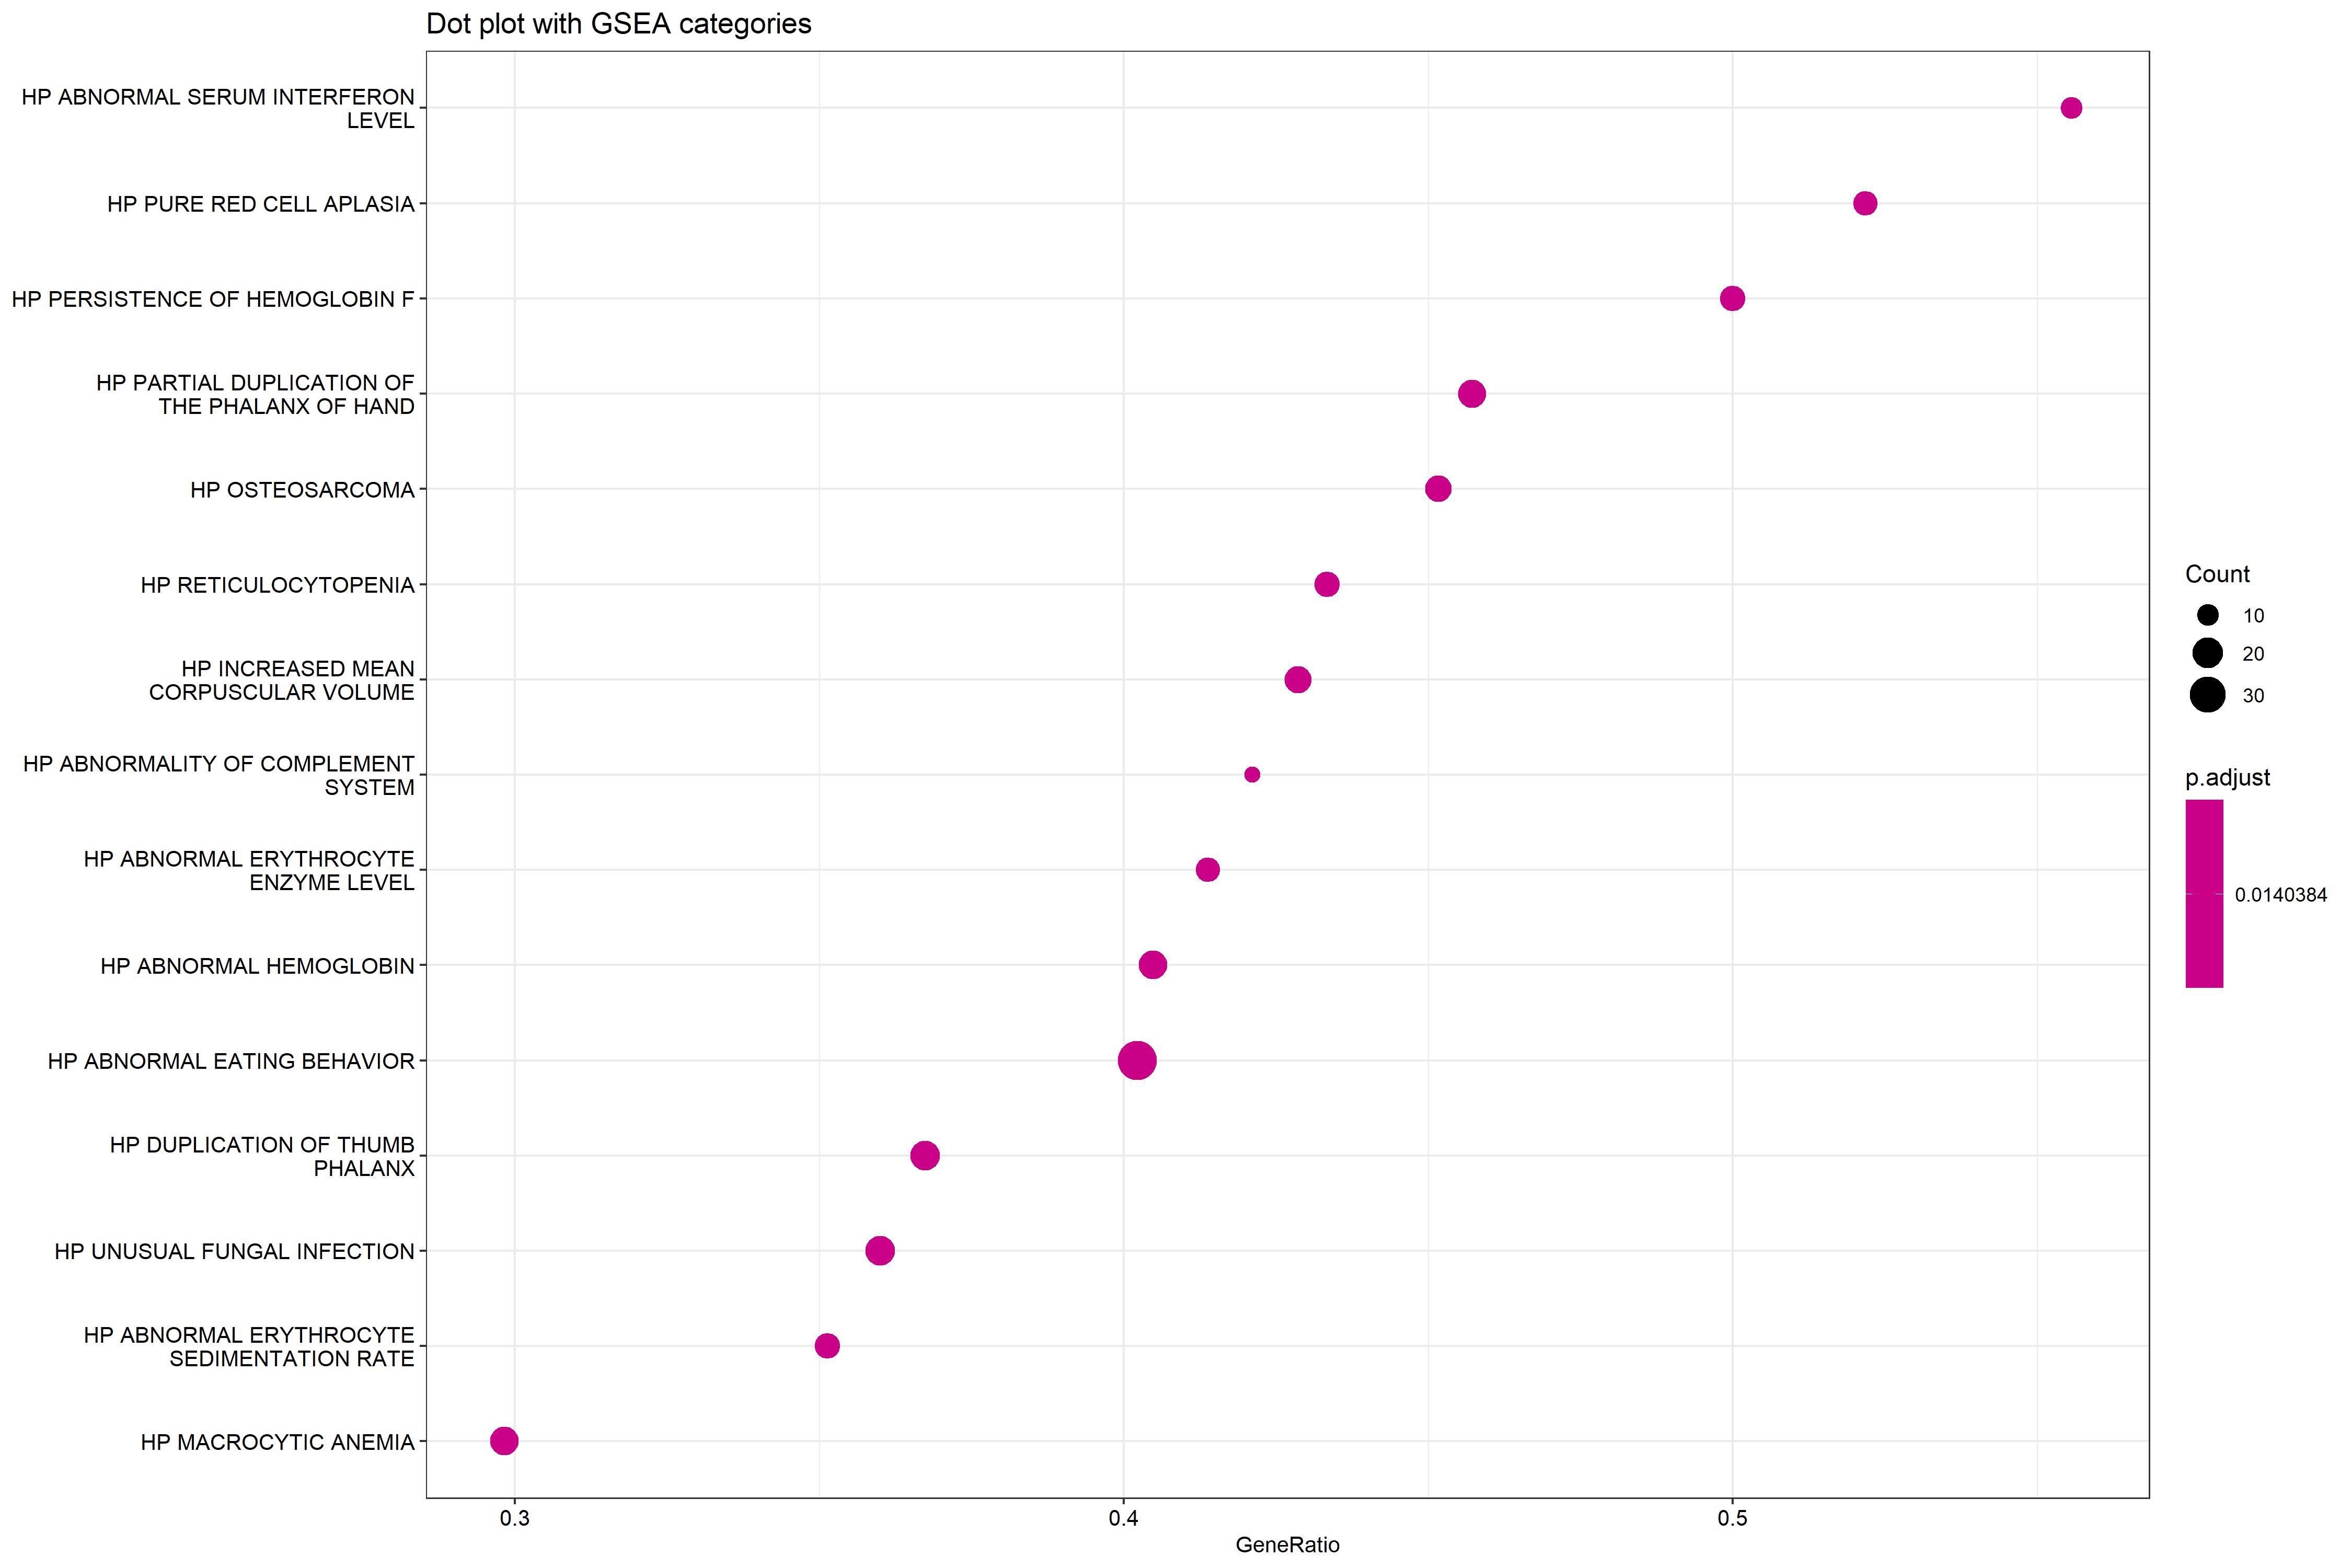 Dot plot with GSEA categories
HP ABNORMAL SERUM INTERFERON
LEVEL
HP PURE RED CELL APLASIA
HP PERSISTENCE OF HEMOGLOBIN F
HP PARTIAL DUPLICATION OF
THE PHALANX OF HAND
HP OSTEOSARCOMA
HP RETICULOCYTOPENIA
HP INCREASED MEAN
CORPUSCULAR VOLUME
HP ABNORMALITY OF COMPLEMENT
SYSTEM
HP ABNORMAL ERYTHROCYTE
ENZYME LEVEL
HP ABNORMAL HEMOGLOBIN
HP ABNORMAL EATING BEHAVIOR
HP DUPLICATION OF THUMB
PHALANX
HP UNUSUAL FUNGAL INFECTION
HP ABNORMAL ERYTHROCYTE
SEDIMENTATION RATE
HP MACROCYTIC ANEMIA
0.3
0.4
0.5
GeneRatio
Count
10
20
30
p.adjust
0.0140384